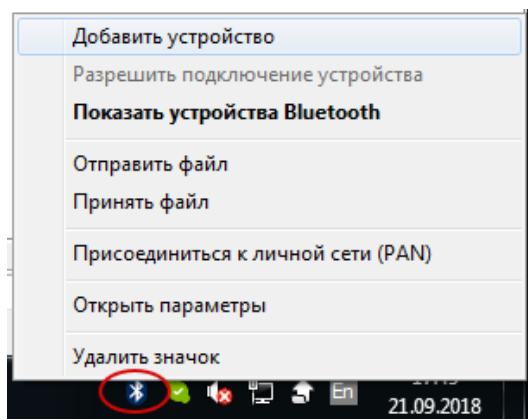 Добавить устройство
Разрешить подключение устройства
Показать устройства Bluetooth
Отправить файл
Принять файл
Присоединиться к личной сети (PAN)
Открыть параметры
Удалить значок
En
21.09.2018